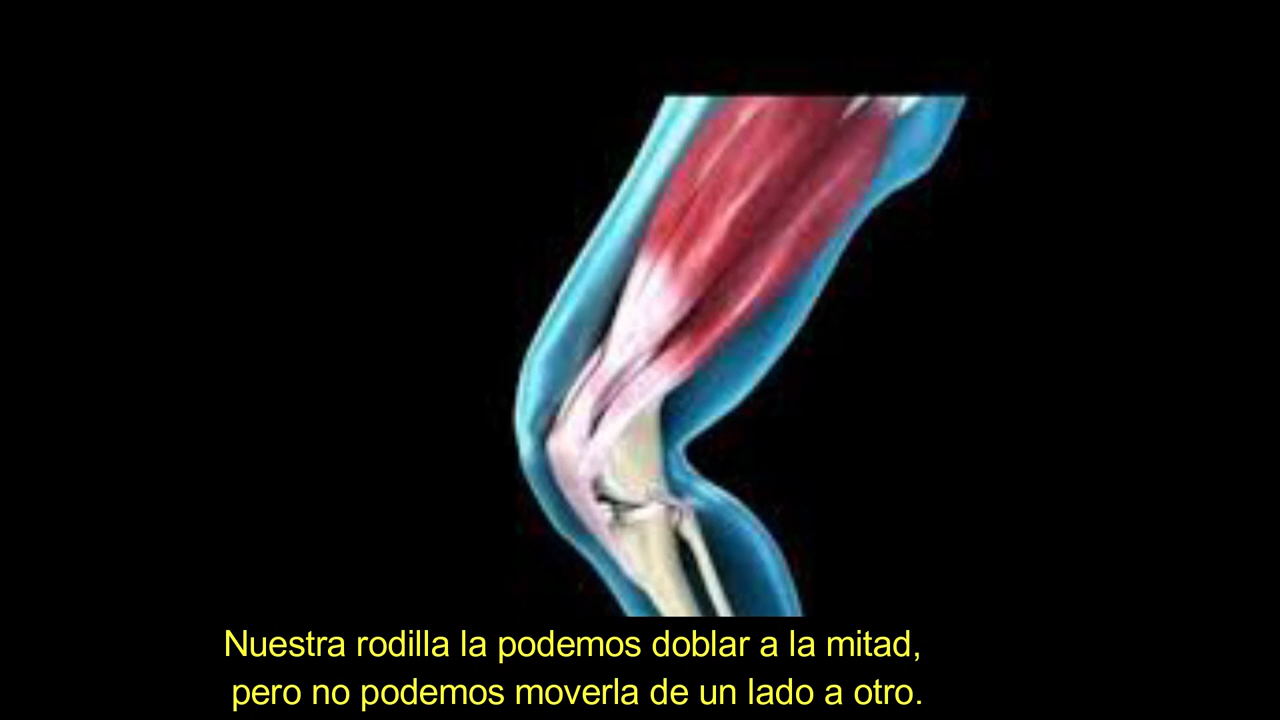 Nuestra rodilla la podemos doblar a la mitad,
pero no podemos moverla de un lado a otro.